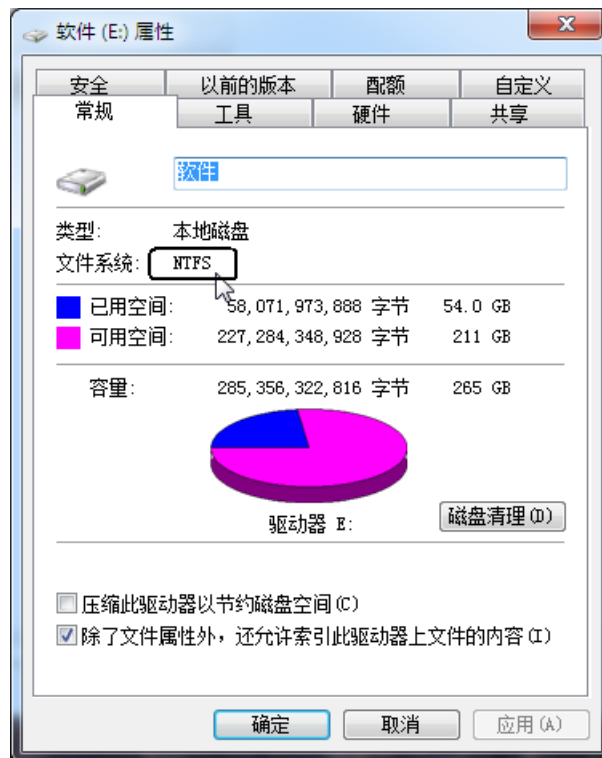 软件 (E:) 属性
安全 以前的版本 配额 自定义
常规 工具 硬件 共享
软件
类型: 本地磁盘
文件系统: NTFS
已用空间: 58,071,973,888 字节 54.0 GB
可用空间: 227,284,348,928 字节 211 GB
容量: 285,356,322,816 字节 265 GB
驱动器 E: 磁盘清理(D)
压缩此驱动器以节约磁盘空间(C)
除了文件属性外，还允许索引此驱动器上文件的内容(I)
确定 取消 应用(A)